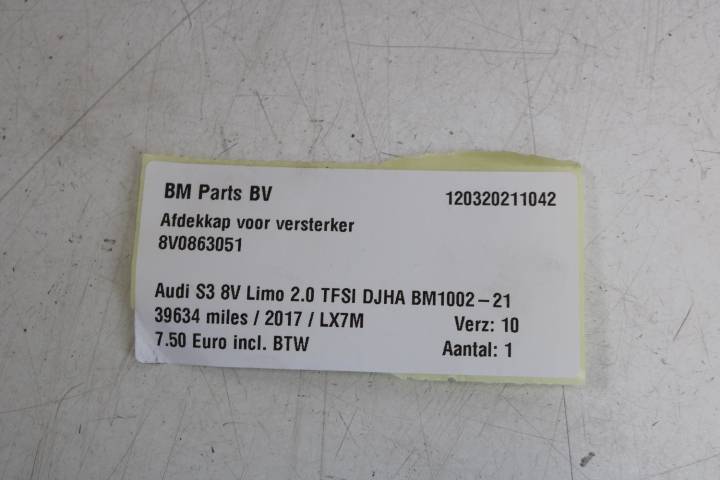 BM Parts BV 120320211042
Afdekkap voor versterker
8V0863051
Audi S3 8V Limo 2.0 TFSI DJHA BM1002-21
39634 miles / 2017 / LX7M Verz: 10
7.50 Euro incl. BTW Aantal: 1